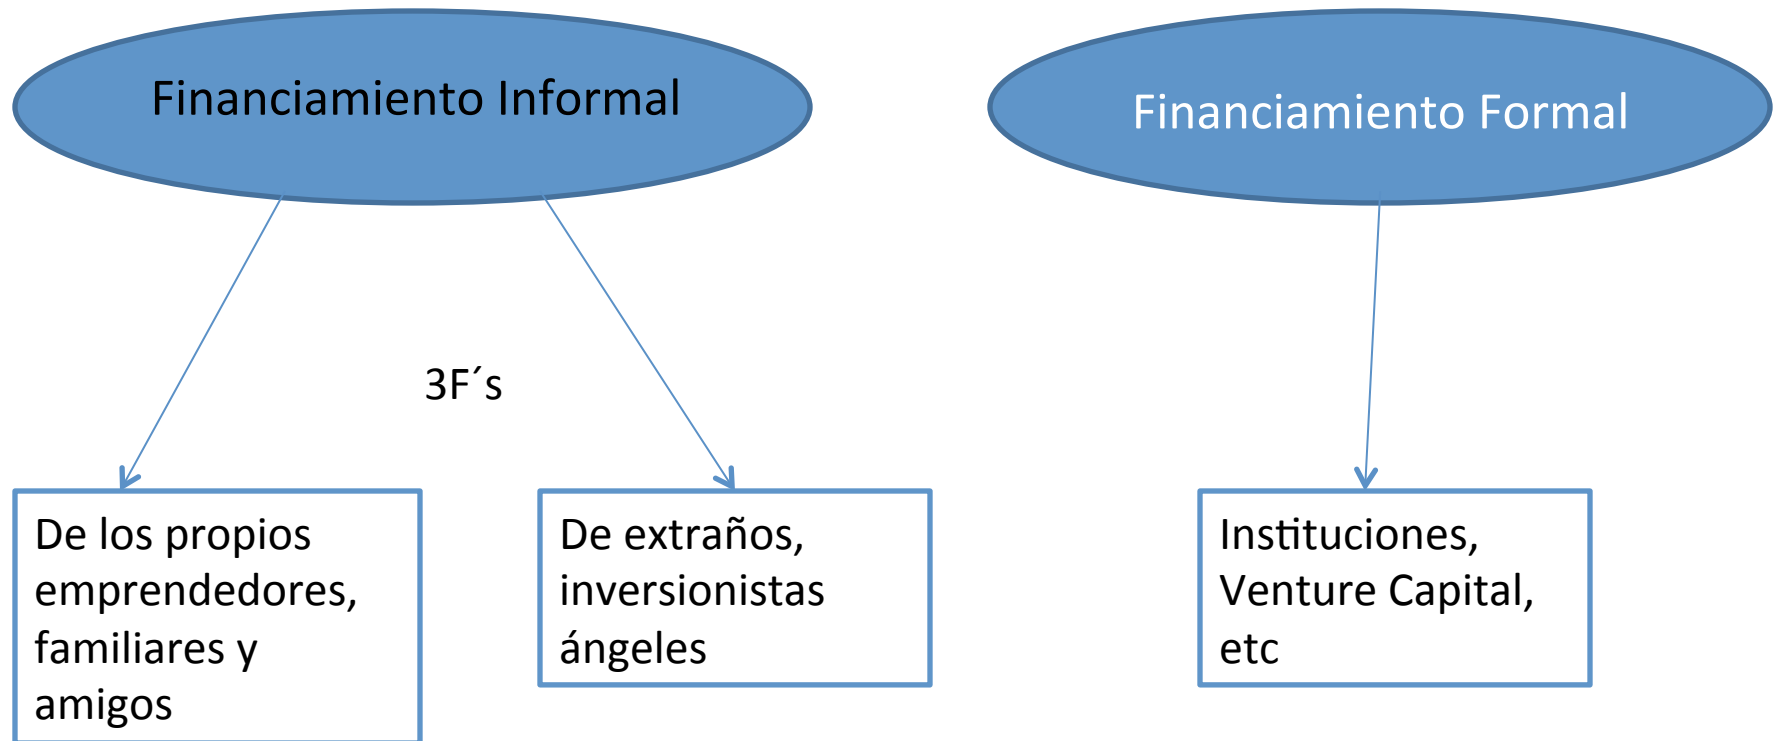 Financiamiento Informal
Financiamiento Formal
3F´s
De los propios
emprendedores,
familiares y
amigos
De extraños,
inversionistas
ángeles
Instituciones,
Venture Capital,
etc